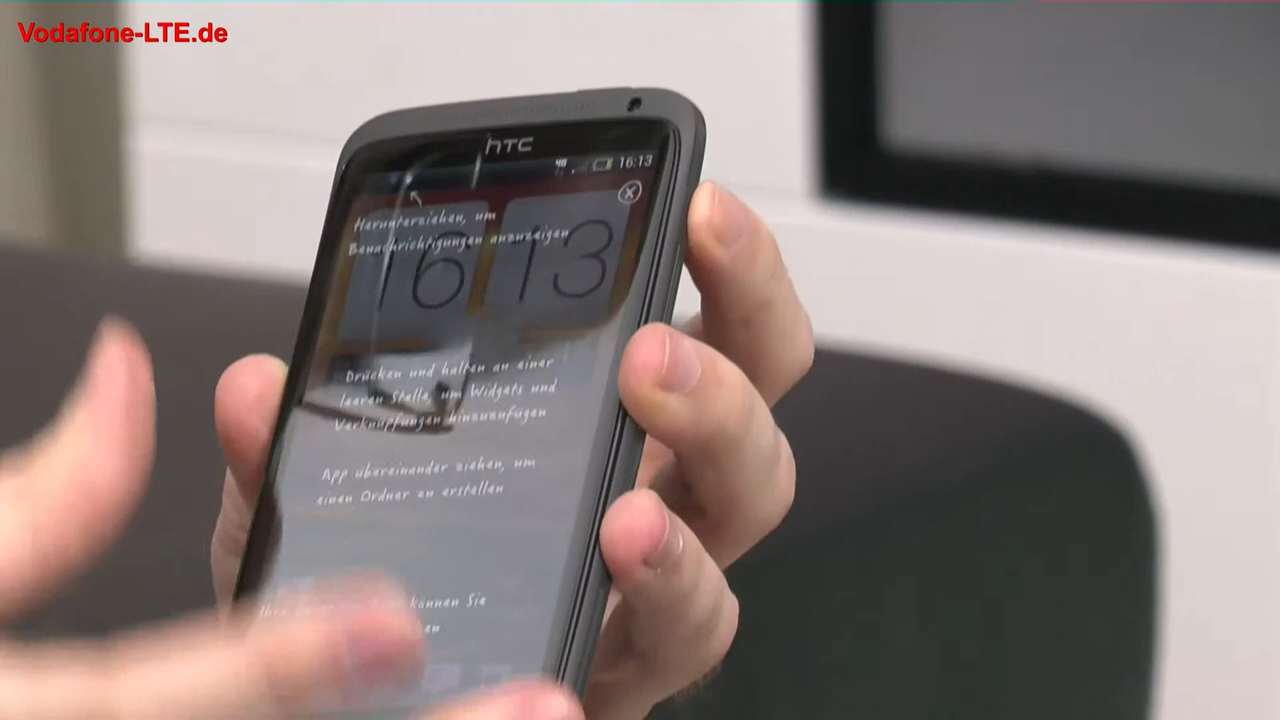 Vodafone-LTE.de
hTC
4G 16:13
Herunterziehen, um
Benachrichtigungen anzuzeigen
16 13
Drücken und halten an einer
leeren Stelle, um Widgets und
Verknüpfungen hinzuzufügen
App übereinander ziehen, um
einen Ordner zu erstellen
können Sie